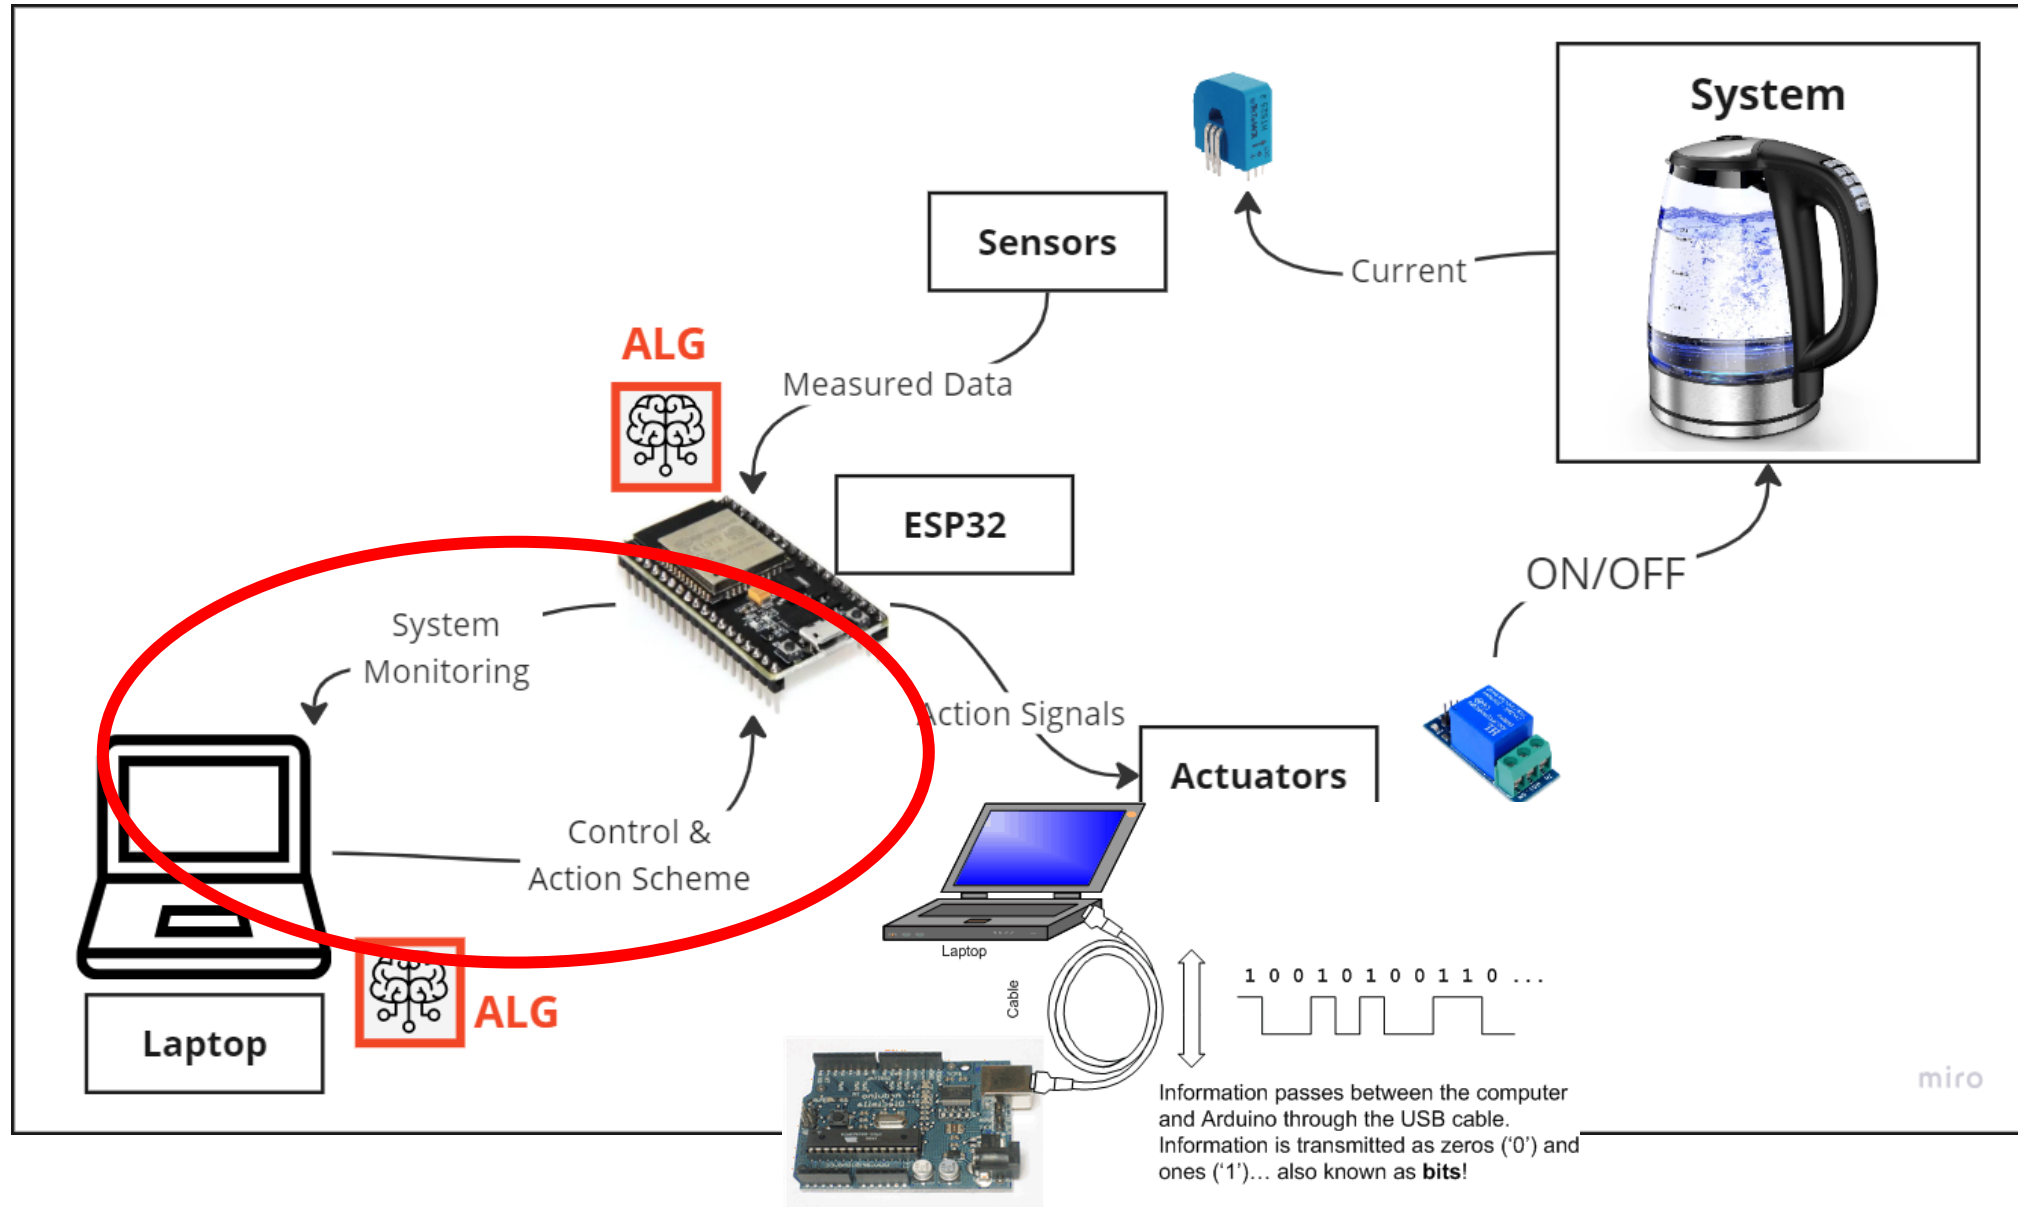 System
Current
Sensors
ALG
Measured Data
ESP32
ON/OFF
System
Monitoring
Action Signals
Actuators
Control &
Action Scheme
Laptop
Cable
1 0 0 1 0 1 0 0 1 1 0 ...
Laptop
ALG
Information passes between the computer
and Arduino through the USB cable.
Information is transmitted as zeros (‘0’) and
ones (‘1’)… also known as bits!
miro